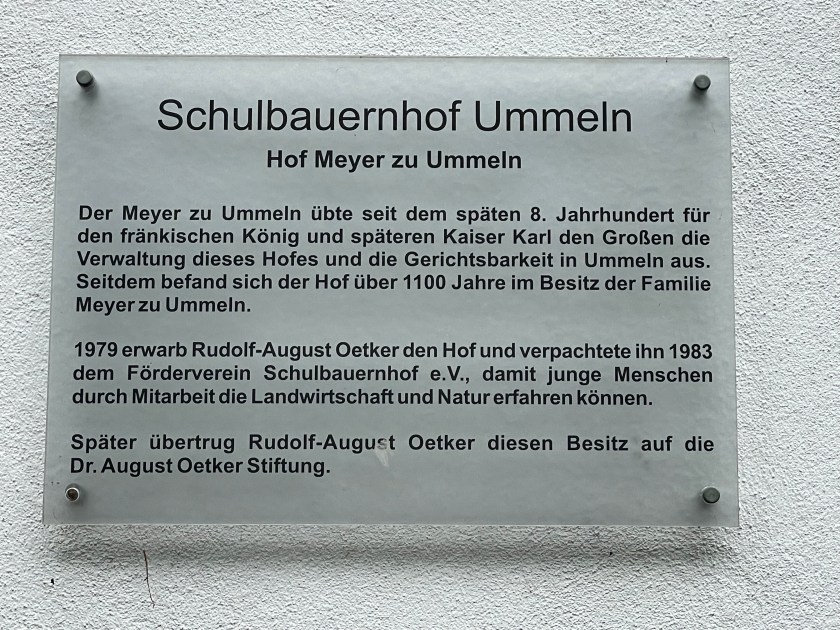 Schulbauernhof Ummeln
Hof Meyer zu Ummeln
Der Meyer zu Ummeln übte seit dem späten 8. Jahrhundert für
den fränkischen König und späteren Kaiser Karl den Großen die
Verwaltung dieses Hofes und die Gerichtsbarkeit in Ummeln aus.
Seitdem befand sich der Hof über 1100 Jahre im Besitz der Familie
Meyer zu Ummeln.
1979 erwarb Rudolf-August Oetker den Hof und verpachtete ihn 1983
dem Förderverein Schulbauernhof e.V., damit junge Menschen
durch Mitarbeit die Landwirtschaft und Natur erfahren können.
Später übertrug Rudolf-August Oetker diesen Besitz auf die
Dr. August Oetker Stiftung.